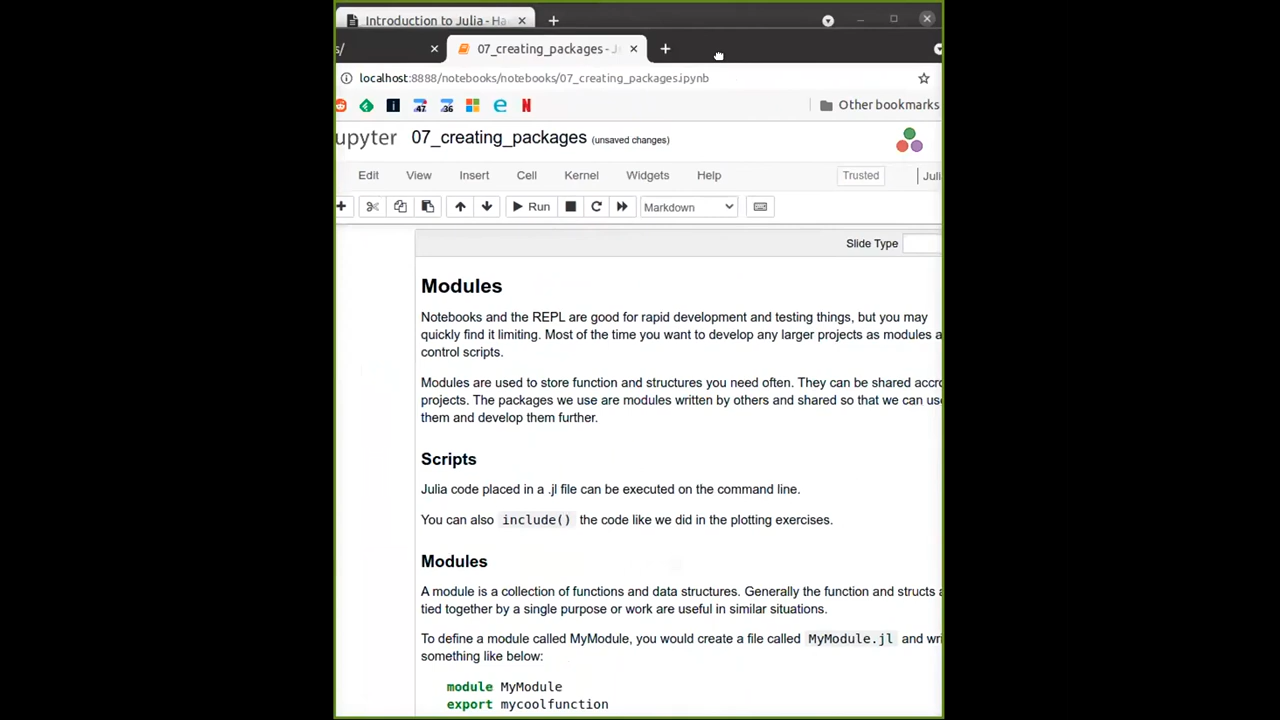 Introduction to Julia - Ha
s/
07_creating_packages - J
localhost:8888/notebooks/notebooks/07_creating_packages.ipynb
47 36 Other bookmarks
upyter 07_creating_packages (unsaved changes)
Edit View Insert Cell Kernel Widgets Help Trusted Juli
Run Markdown
Slide Type
Modules
Notebooks and the REPL are good for rapid development and testing things, but you may
quickly find it limiting. Most of the time you want to develop any larger projects as modules a
control scripts.
Modules are used to store function and structures you need often. They can be shared accro
projects. The packages we use are modules written by others and shared so that we can use
them and develop them further.
Scripts
Julia code placed in a .jl file can be executed on the command line.
You can also include() the code like we did in the plotting exercises.
Modules
A module is a collection of functions and data structures. Generally the function and structs a
tied together by a single purpose or work are useful in similar situations.
To define a module called MyModule, you would create a file called MyModule.jl and wri
something like below:
module MyModule
export mycoolfunction